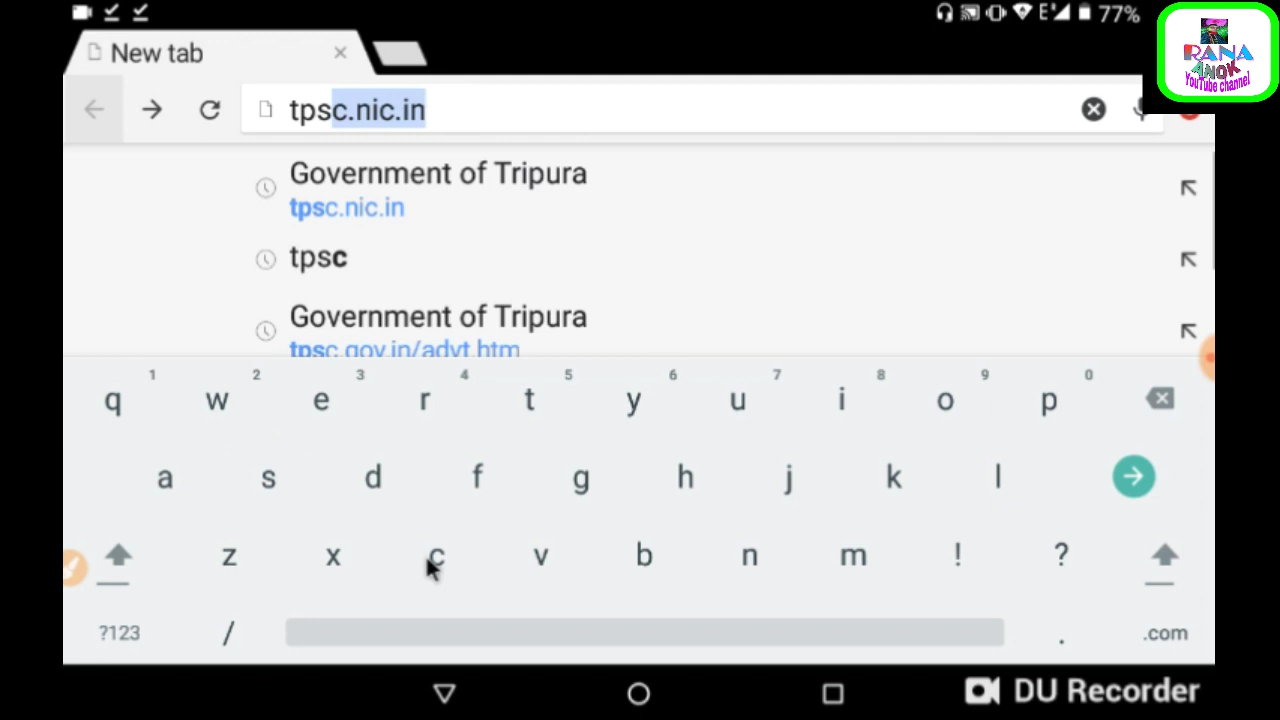 77%
RANA
ANOK
YouTube channel
New tab
tpsc.nic.in
Government of Tripura
tpsc.nic.in
tpsc
Government of Tripura
tpsc.gov.in/advt.htm
1 2 3 4 5 6 7 8 9 0
q w e r t y u i o p
a s d f g h j k l
z x c v b n m ! ?
?123 / . .com
DU Recorder